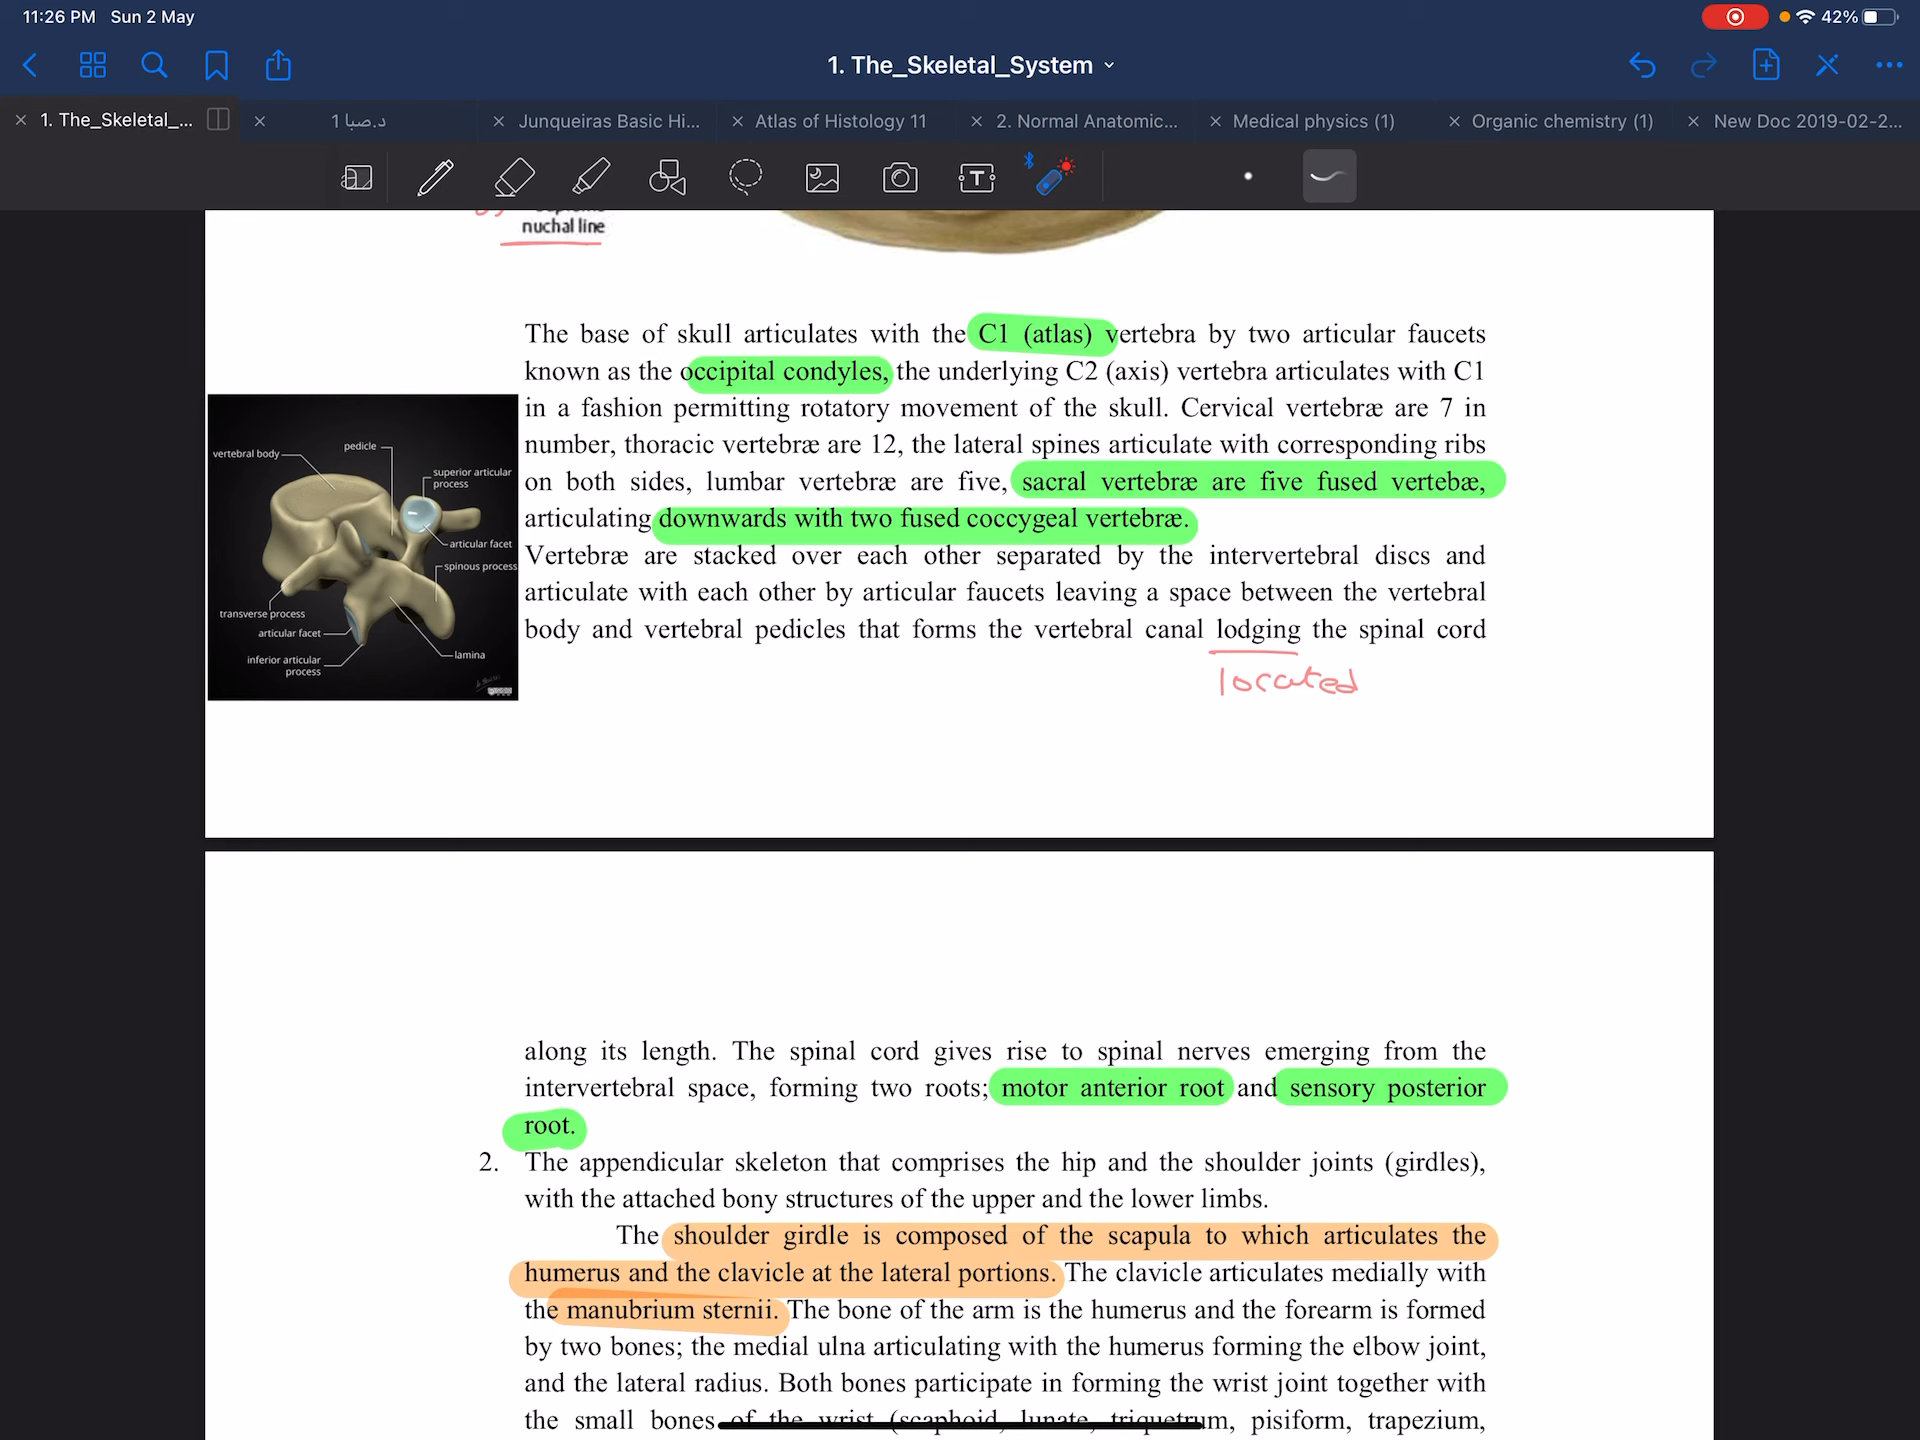 11:26 PM Sun 2 May
42%
1. The_Skeletal_System
1. The_Skeletal_...
د.صبا 1
Junqueiras Basic Hi...
Atlas of Histology 11
2. Normal Anatomic...
Medical physics (1)
Organic chemistry (1)
New Doc 2019-02-2...
nuchal line
The base of skull articulates with the C1 (atlas) vertebra by two articular faucets
known as the occipital condyles, the underlying C2 (axis) vertebra articulates with C1
in a fashion permitting rotatory movement of the skull. Cervical vertebræ are 7 in
number, thoracic vertebræ are 12, the lateral spines articulate with corresponding ribs
on both sides, lumbar vertebræ are five, sacral vertebræ are five fused vertebæ,
articulating downwards with two fused coccygeal vertebræ.
Vertebræ are stacked over each other separated by the intervertebral discs and
articulate with each other by articular faucets leaving a space between the vertebral
body and vertebral pedicles that forms the vertebral canal lodging the spinal cord
located
vertebral body
pedicle
superior articular
process
articular facet
spinous process
transverse process
articular facet
inferior articular
process
lamina
along its length. The spinal cord gives rise to spinal nerves emerging from the
intervertebral space, forming two roots; motor anterior root and sensory posterior
root.
2. The appendicular skeleton that comprises the hip and the shoulder joints (girdles),
with the attached bony structures of the upper and the lower limbs.
The shoulder girdle is composed of the scapula to which articulates the
humerus and the clavicle at the lateral portions. The clavicle articulates medially with
the manubrium sternii. The bone of the arm is the humerus and the forearm is formed
by two bones; the medial ulna articulating with the humerus forming the elbow joint,
and the lateral radius. Both bones participate in forming the wrist joint together with
the small bones of the wrist (scaphoid, lunate, triquetrum, pisiform, trapezium,